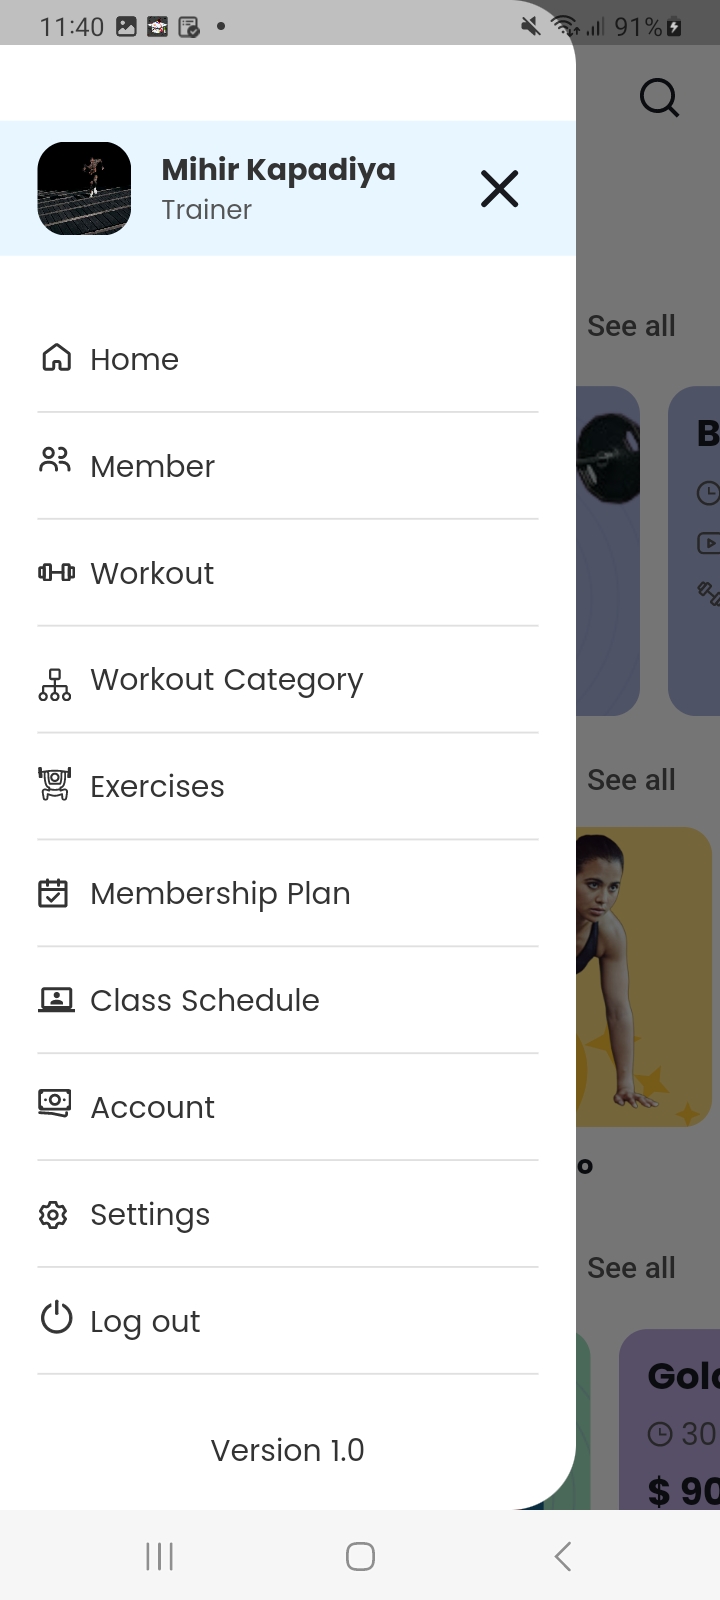 11:40
91%
Mihir Kapadiya
Trainer
See all
Home
B
Member
Workout
Workout Category
See all
Exercises
Membership Plan
Class Schedule
Account
o
Settings
See all
Log out
Gold
30
Version 1.0
$ 90